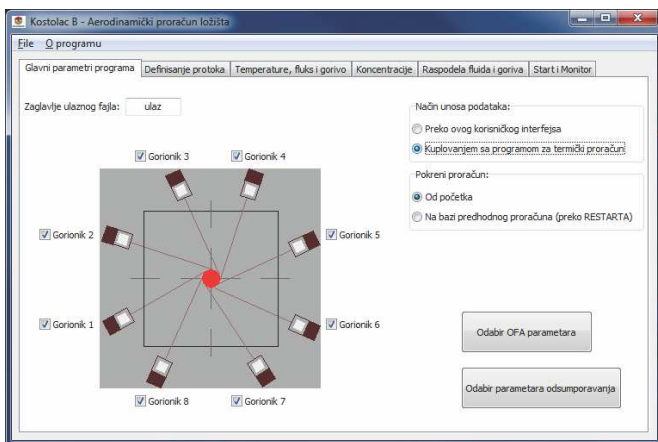 Kostolac B - Aerodinamički proračun ložišta
File O programu
Glavni parametri programa Definisanje protoka Temperature, fluks i gorivo Koncentracije Raspodela fluida i goriva Start i Monitor
Zaglavlje ulaznog fajla: ulaz
Gorionik 3 Gorionik 4
Gorionik 2 Gorionik 5
Gorionik 1 Gorionik 6
Gorionik 8 Gorionik 7
Način unosa podataka:
Preko ovog korisničkog interfejsa
Kuplovanjem sa programom za termički proračun
Pokreni proračun:
Od početka
Na bazi predhodnog proračuna (preko RESTARTA)
Odabir OFA parametara
Odabir parametara odsumporavanja